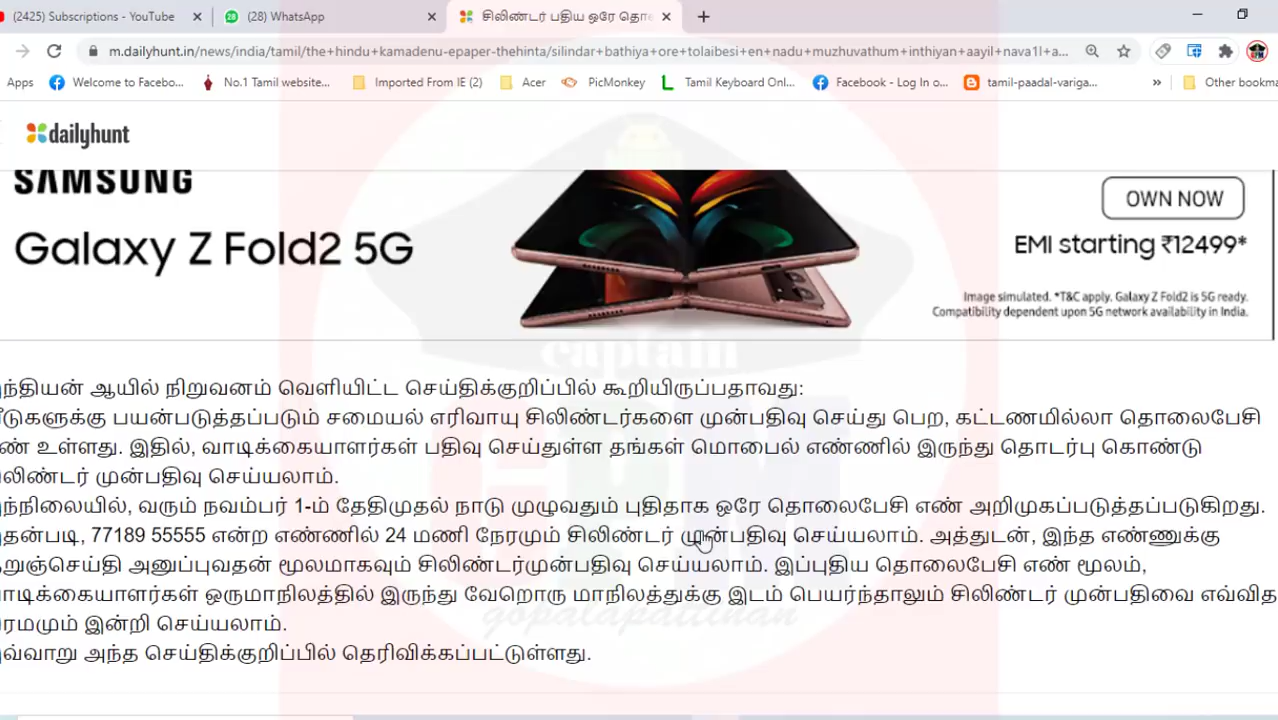 (2425) Subscriptions - YouTube
(28) WhatsApp
சிலிண்டர் பதிய ஒரே தொலை
m.dailyhunt.in/news/india/tamil/the+hindu+kamadenu-epaper-thehinta/silindar+bathiya+ore+tolaibesi+en+nadu+muzhuvathum+inthiyan+aayil+nava1l+a...
Apps Welcome to Facebo... No.1 Tamil website... Imported From IE (2) Acer PicMonkey Tamil Keyboard Onl... Facebook - Log In o... tamil-paadal-variga... » Other bookma
dailyhunt
SAMSUNG
Galaxy Z Fold2 5G
OWN NOW
EMI starting ₹12499*
Image simulated. *T&C apply. Galaxy Z Fold2 is 5G ready.
Compatibility dependent upon 5G network availability in India.
captain
ந்தியன் ஆயில் நிறுவனம் வெளியிட்ட செய்திக்குறிப்பில் கூறியிருப்பதாவது:
டுகளுக்கு பயன்படுத்தப்படும் சமையல் எரிவாயு சிலிண்டர்களை முன்பதிவு செய்து பெற, கட்டணமில்லா தொலைபேசி
ண் உள்ளது. இதில், வாடிக்கையாளர்கள் பதிவு செய்துள்ள தங்கள் மொபைல் எண்ணில் இருந்து தொடர்பு கொண்டு
லிண்டர் முன்பதிவு செய்யலாம்.
ந்நிலையில், வரும் நவம்பர் 1-ம் தேதிமுதல் நாடு முழுவதும் புதிதாக ஒரே தொலைபேசி எண் அறிமுகப்படுத்தப்படுகிறது.
தன்படி, 77189 55555 என்ற எண்ணில் 24 மணி நேரமும் சிலிண்டர் முன்பதிவு செய்யலாம். அத்துடன், இந்த எண்ணுக்கு
றுஞ்செய்தி அனுப்புவதன் மூலமாகவும் சிலிண்டர்முன்பதிவு செய்யலாம். இப்புதிய தொலைபேசி எண் மூலம்,
ாடிக்கையாளர்கள் ஒருமாநிலத்தில் இருந்து வேறொரு மாநிலத்துக்கு இடம் பெயர்ந்தாலும் சிலிண்டர் முன்பதிவை எவ்வித
ரமமும் இன்றி செய்யலாம்.
gopalapattinan
வ்வாறு அந்த செய்திக்குறிப்பில் தெரிவிக்கப்பட்டுள்ளது.